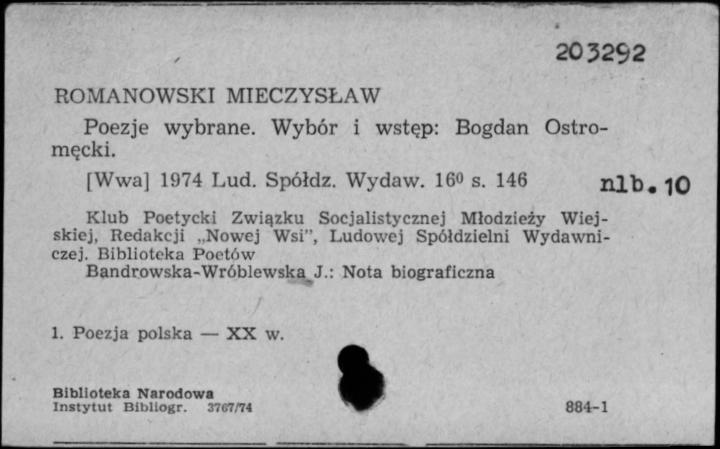 203292
ROMANOWSKI MIECZYSŁAW
Poezje wybrane. Wybór i wstęp: Bogdan Ostro-
męcki.
[Wwa] 1974 Lud. Spółdz. Wydaw. 16⁰ s. 146 nlb. 10
Klub Poetycki Związku Socjalistycznej Młodzieży Wiej-
skiej, Redakcji „Nowej Wsi”, Ludowej Spółdzielni Wydawni-
czej. Biblioteka Poetów
Bandrowska-Wróblewska J.: Nota biograficzna
1. Poezja polska — XX w.
Biblioteka Narodowa
Instytut Bibliogr. 3767/74 884-1